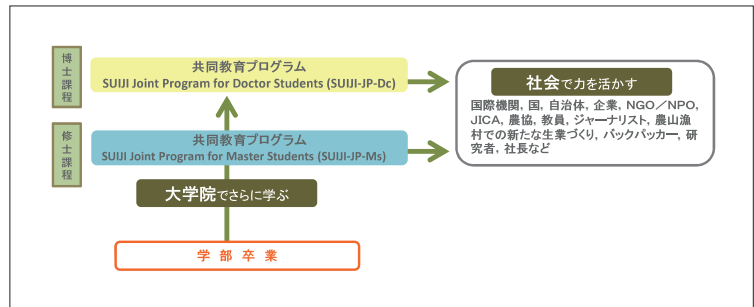 博士課程
共同教育プログラム
SUIJI Joint Program for Doctor Students (SUIJI-JP-Dc)
修士課程
共同教育プログラム
SUIJI Joint Program for Master Students (SUIJI-JP-Ms)
大学院でさらに学ぶ
学部卒業
社会で力を活かす
国際機関, 国, 自治体, 企業, NGO／NPO,
JICA, 農協, 教員, ジャーナリスト, 農山漁
村での新たな生業づくり, バックパッカー, 研
究者, 社長など